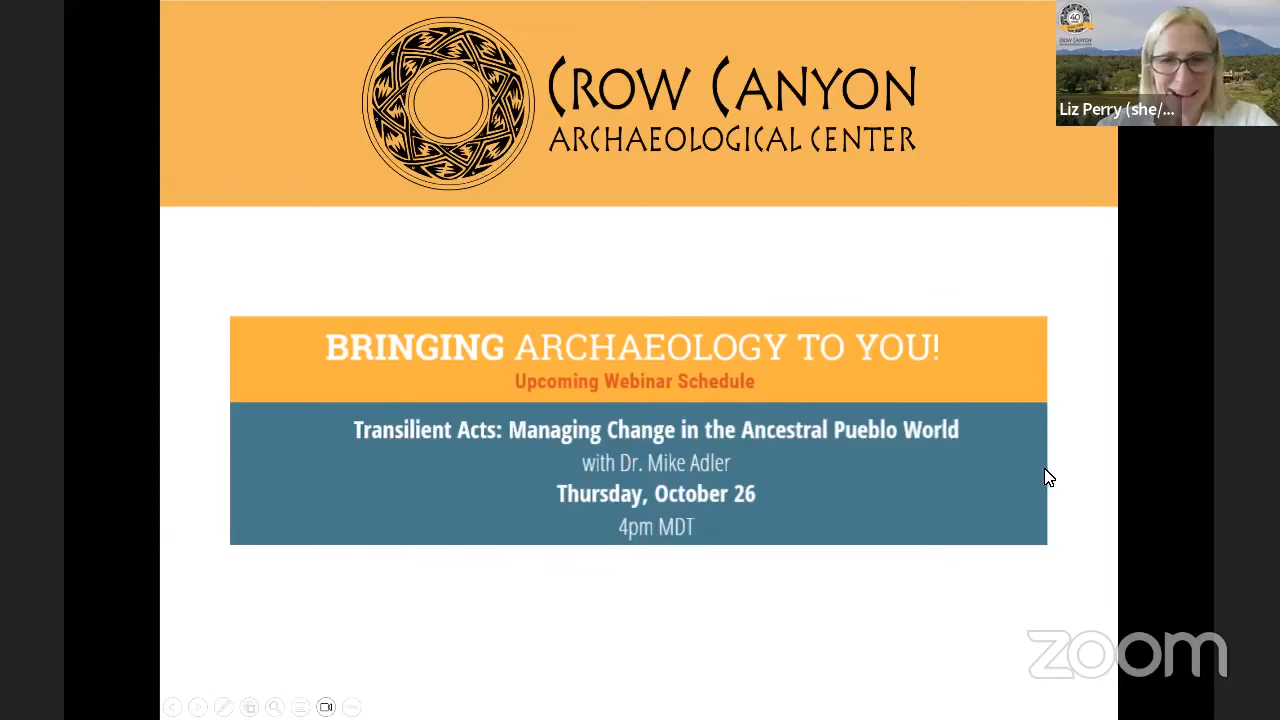 CROW CANYON
ARCHAEOLOGICAL CENTER
40
Liz Perry (she/...
BRINGING ARCHAEOLOGY TO YOU!
Upcoming Webinar Schedule
Transilient Acts: Managing Change in the Ancestral Pueblo World
with Dr. Mike Adler
Thursday, October 26
4pm MDT
zoom